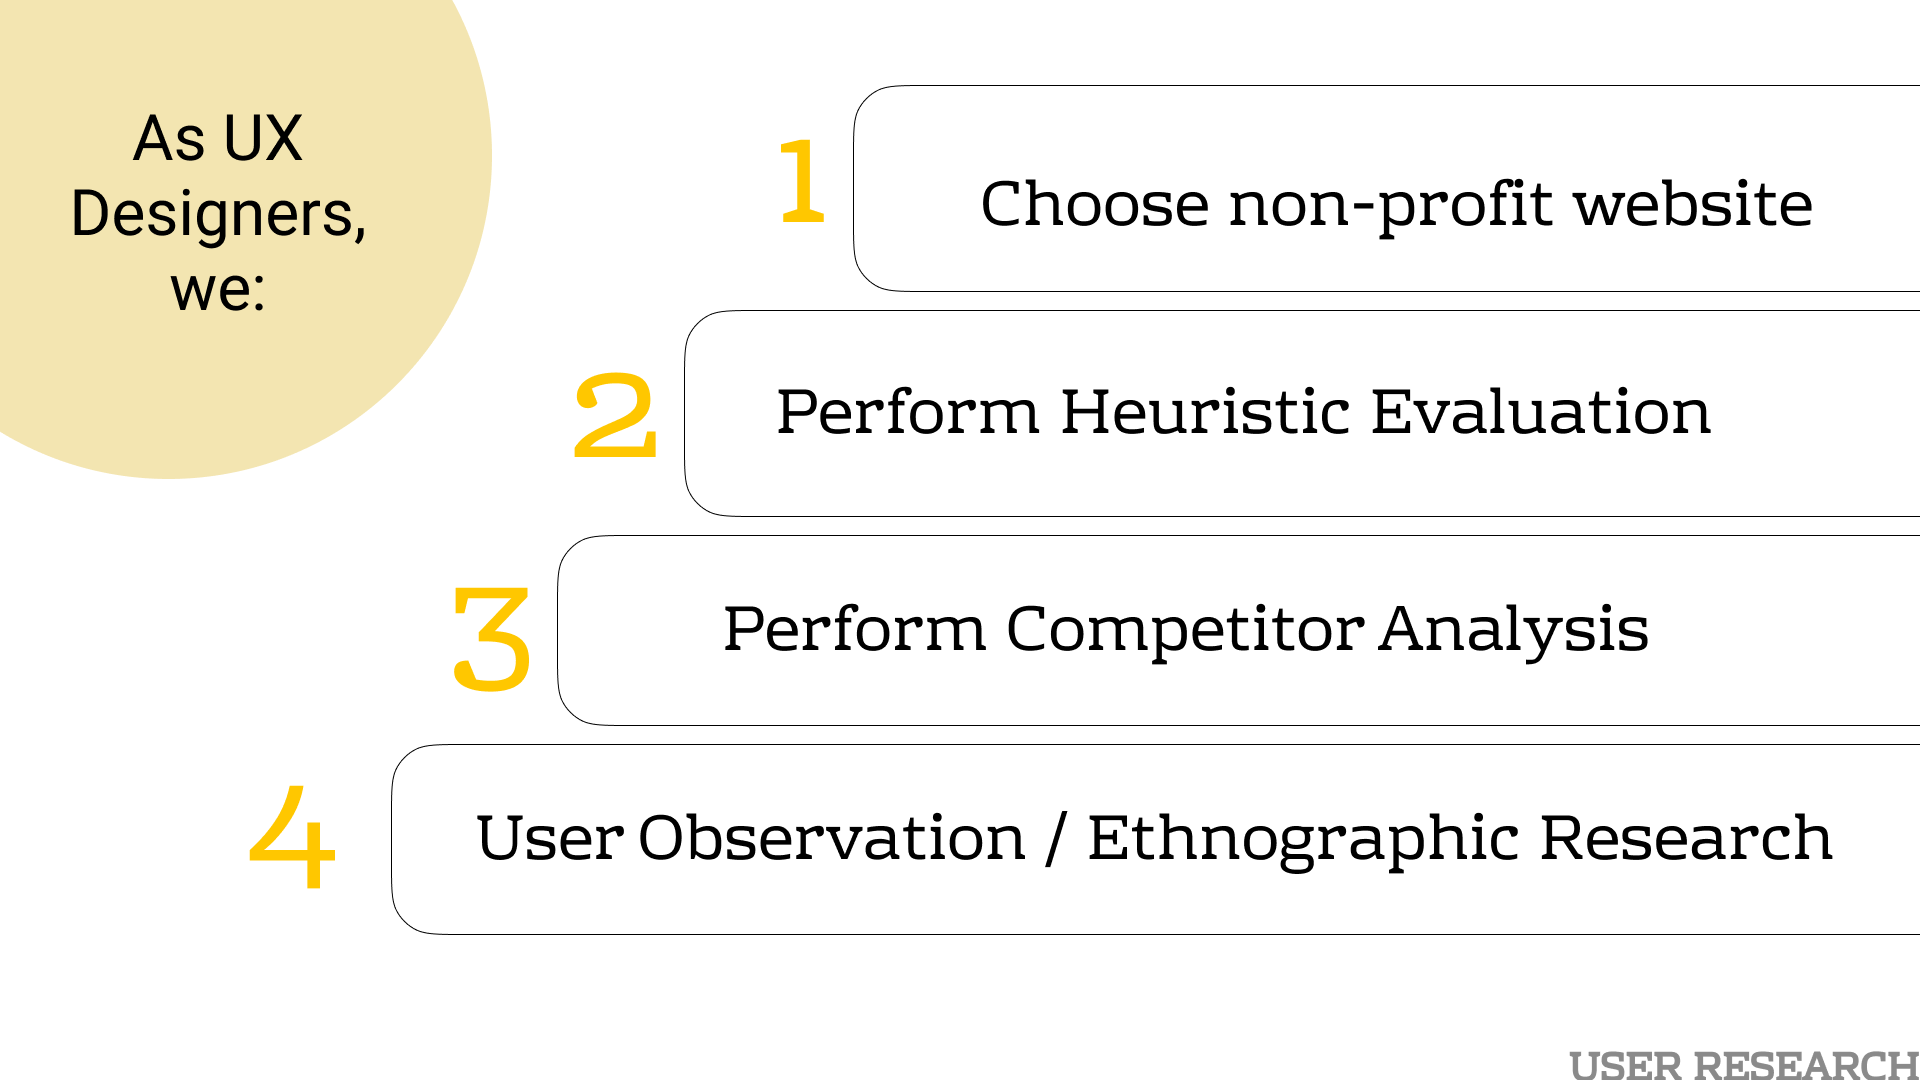 As UX
Designers,
we:
1
Choose non-profit website
2
Perform Heuristic Evaluation
3
Perform Competitor Analysis
4
User Observation / Ethnographic Research
USER RESEARCH